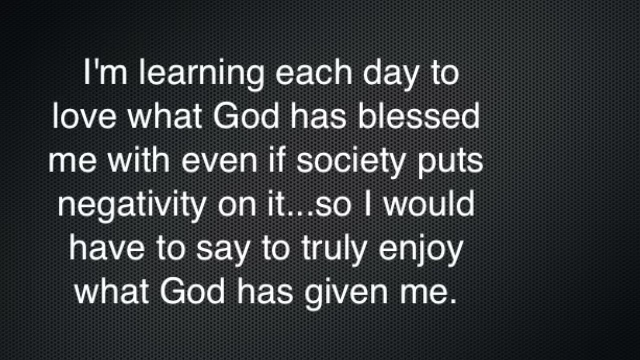 I'm learning each day to
love what God has blessed
me with even if society puts
negativity on it...so I would
have to say to truly enjoy
what God has given me.